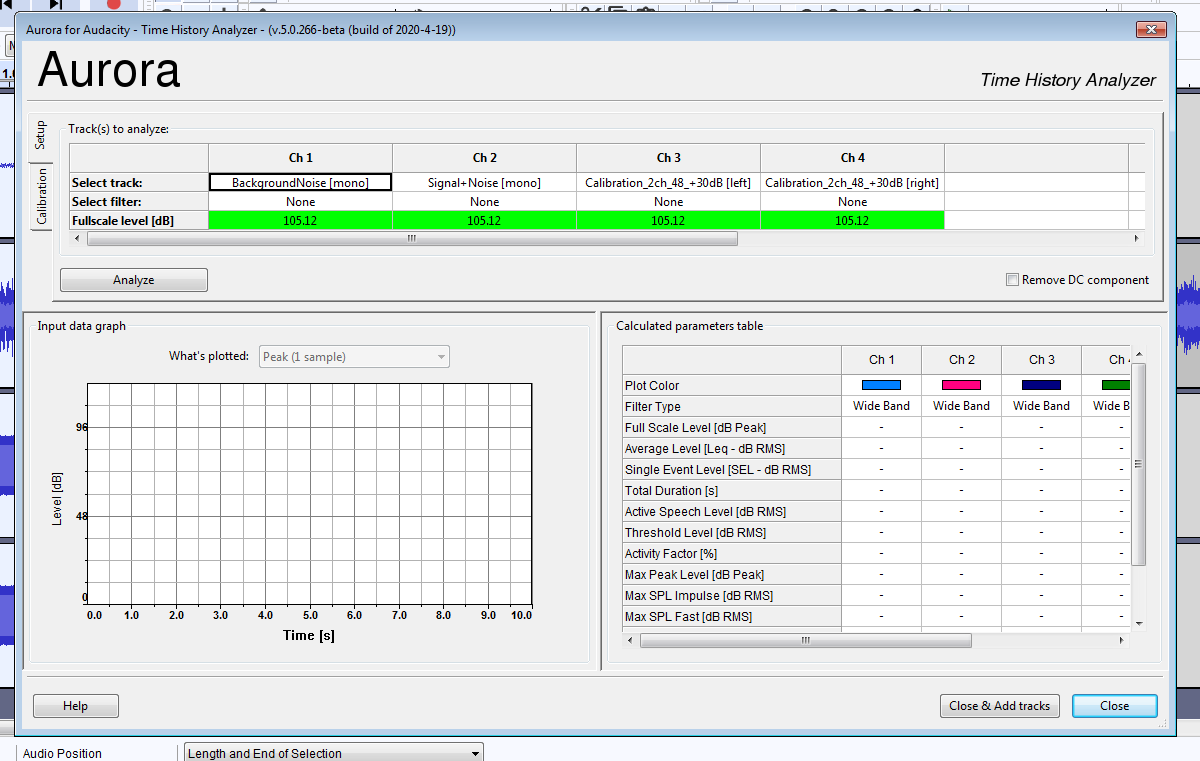 Aurora for Audacity - Time History Analyzer - (v.5.0.266-beta (build of 2020-4-19))
Aurora
Time History Analyzer
Setup
Calibration
Track(s) to analyze:
Ch 1 Ch 2 Ch 3 Ch 4
Select track: BackgroundNoise [mono] Signal+Noise [mono] Calibration_2ch_48_+30dB [left] Calibration_2ch_48_+30dB [right]
Select filter: None None None None
Fullscale level [dB] 105.12 105.12 105.12 105.12
Analyze
Remove DC component
Input data graph
What's plotted: Peak (1 sample)
96
48
0
Level [dB]
0.0 1.0 2.0 3.0 4.0 5.0 6.0 7.0 8.0 9.0 10.0
Time [s]
Calculated parameters table
Ch 1 Ch 2 Ch 3 Ch
Plot Color
Filter Type Wide Band Wide Band Wide Band Wide B
Full Scale Level [dB Peak] - - - -
Average Level [Leq - dB RMS] - - - -
Single Event Level [SEL - dB RMS] - - - -
Total Duration [s] - - - -
Active Speech Level [dB RMS] - - - -
Threshold Level [dB RMS] - - - -
Activity Factor [%] - - - -
Max Peak Level [dB Peak] - - - -
Max SPL Impulse [dB RMS] - - - -
Max SPL Fast [dB RMS] - - - -
Help
Close & Add tracks
Close
Audio Position
Length and End of Selection